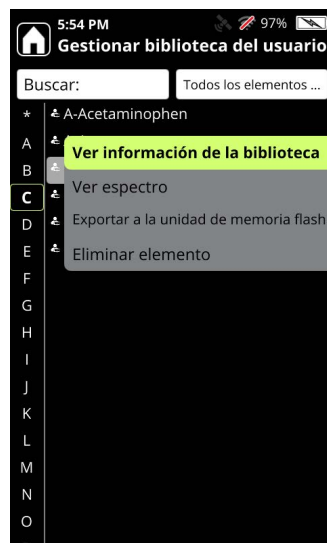 5:54 PM 97%
Gestionar biblioteca del usuario
Buscar: Todos los elementos ...
*
A-Acetaminophen
A
Ver información de la biblioteca
B
Ver espectro
C
Exportar a la unidad de memoria flash
D
Eliminar elemento
E
F
G
H
I
J
K
L
M
N
O